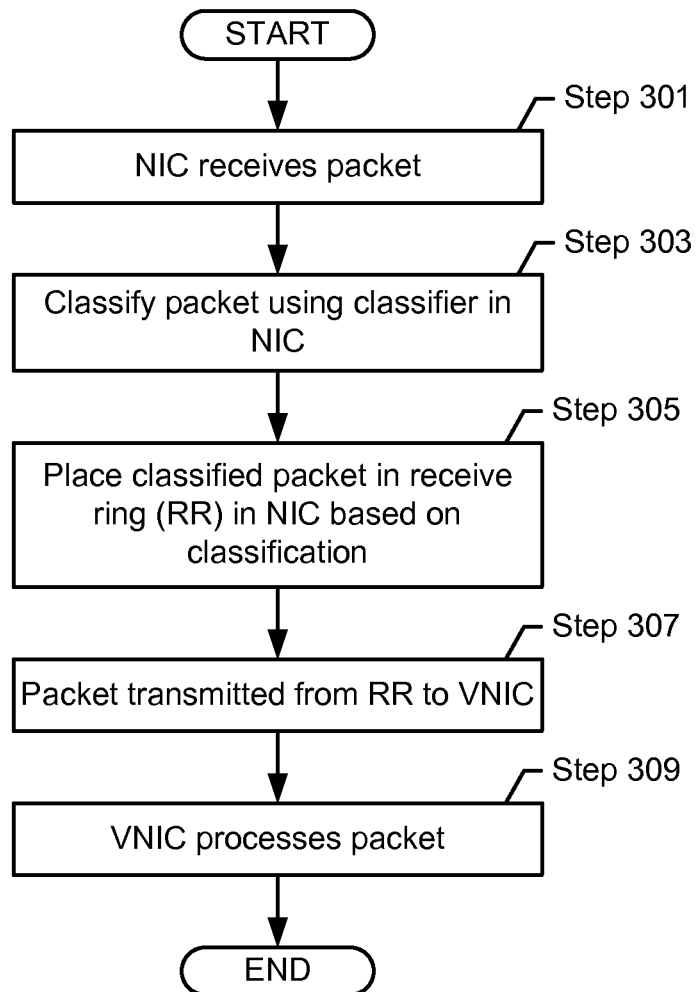 START
Step 301
NIC receives packet
Step 303
Classify packet using classifier in
NIC
Step 305
Place classified packet in receive
ring (RR) in NIC based on
classification
Step 307
Packet transmitted from RR to VNIC
Step 309
VNIC processes packet
END